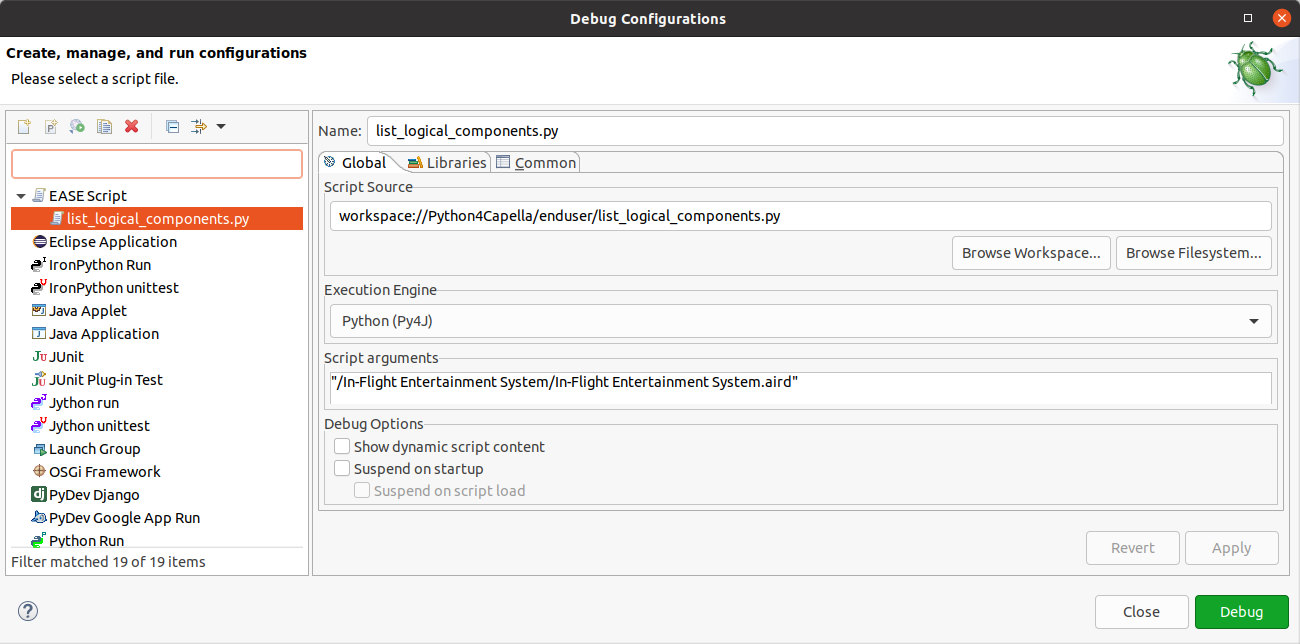 Debug Configurations
Create, manage, and run configurations
Please select a script file.
Name: list_logical_components.py
Global Libraries Common
Script Source
workspace://Python4Capella/enduser/list_logical_components.py
Browse Workspace... Browse Filesystem...
Execution Engine
Python (Py4J)
Script arguments
"/In-Flight Entertainment System/In-Flight Entertainment System.aird"
Debug Options
Show dynamic script content
Suspend on startup
Suspend on script load
EASE Script
list_logical_components.py
Eclipse Application
IronPython Run
IronPython unittest
Java Applet
Java Application
JUnit
JUnit Plug-in Test
Jython run
Jython unittest
Launch Group
OSGi Framework
PyDev Django
PyDev Google App Run
Python Run
Filter matched 19 of 19 items
Revert Apply
Close Debug